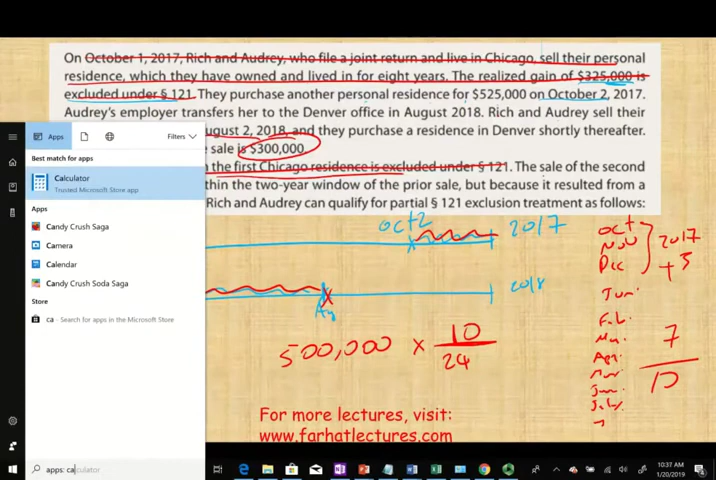 On October 1, 2017, Rich and Audrey, who file a joint return and live in Chicago, sell their personal
residence, which they have owned and lived in for eight years. The realized gain of $325,000 is
excluded under § 121. They purchase another personal residence for $525,000 on October 2, 2017.
Audrey's employer transfers her to the Denver office in August 2018. Rich and Audrey sell their
ugust 2, 2018, and they purchase a residence in Denver shortly thereafter.
sale is $300,000.
the first Chicago residence is excluded under § 121. The sale of the second
thin the two-year window of the prior sale, but because it resulted from a
Rich and Audrey can qualify for partial § 121 exclusion treatment as follows:
Apps
Filters
Best match for apps
Calculator
Trusted Microsoft Store app
Apps
Candy Crush Saga
Camera
Calendar
Candy Crush Soda Saga
Store
ca - Search for apps in the Microsoft Store
apps: calculator
oct 2
2017
2018
Aug
500,000 × 10
24
Oct
Nov
Dec
2017
+ 3
7
10
For more lectures, visit:
www.farhatlectures.com
10:37 AM
1/20/2019